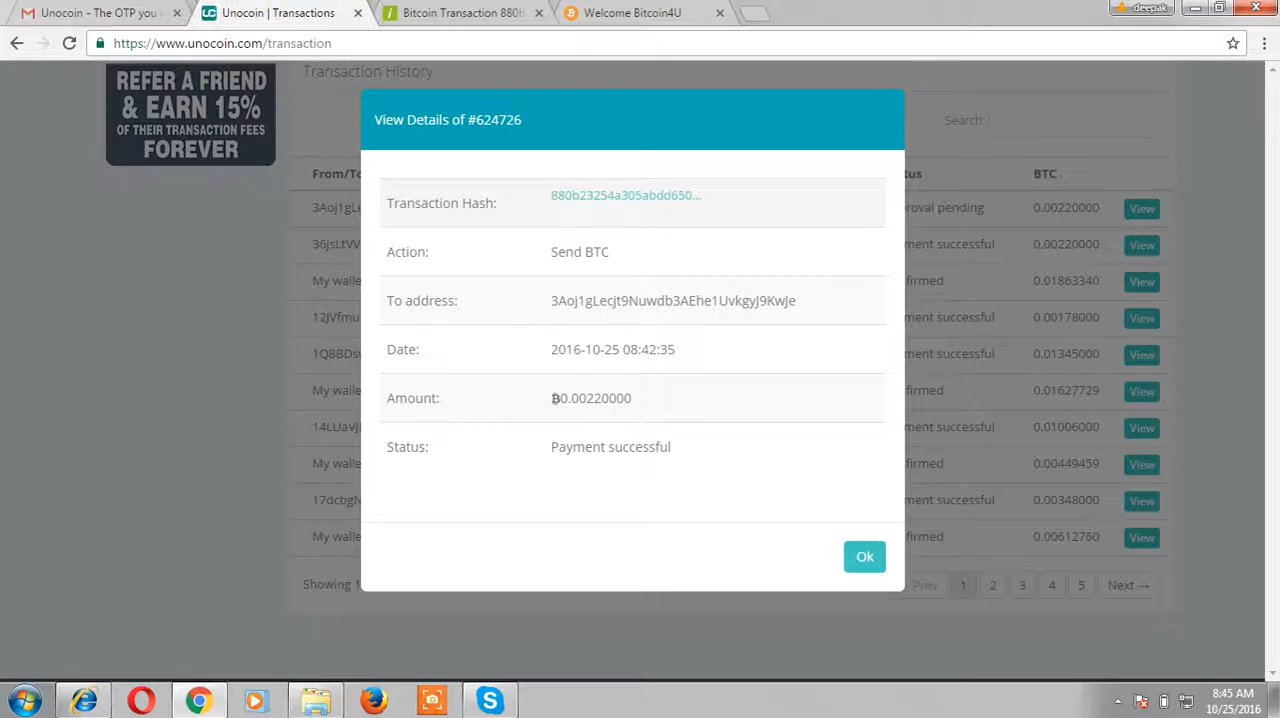 Unocoin - The OTP you n
Unocoin | Transactions
Bitcoin Transaction 880b
Welcome Bitcoin4U
deepak
https://www.unocoin.com/transaction
REFER A FRIEND
& EARN 15%
OF THEIR TRANSACTION FEES
FOREVER
Transaction History
Search:
View Details of #624726
Transaction Hash: 880b23254a305abdd650...
Action: Send BTC
To address: 3Aoj1gLecjt9Nuwdb3AEhe1UvkgyJ9KwJe
Date: 2016-10-25 08:42:35
Amount: ₿0.00220000
Status: Payment successful
Ok
From/To tus BTC
3Aoj1gLe roval pending 0.00220000 View
36jsLtVV ment successful 0.00220000 View
My walle firmed 0.01863340 View
12JVfmu ment successful 0.00178000 View
1Q8BDs ment successful 0.01345000 View
My walle firmed 0.01627729 View
14LUavJ ment successful 0.01006000 View
My walle firmed 0.00449459 View
17dcbgN ment successful 0.00348000 View
My walle firmed 0.00612760 View
Showing 1 Prev 1 2 3 4 5 Next →
8:45 AM
10/25/2016